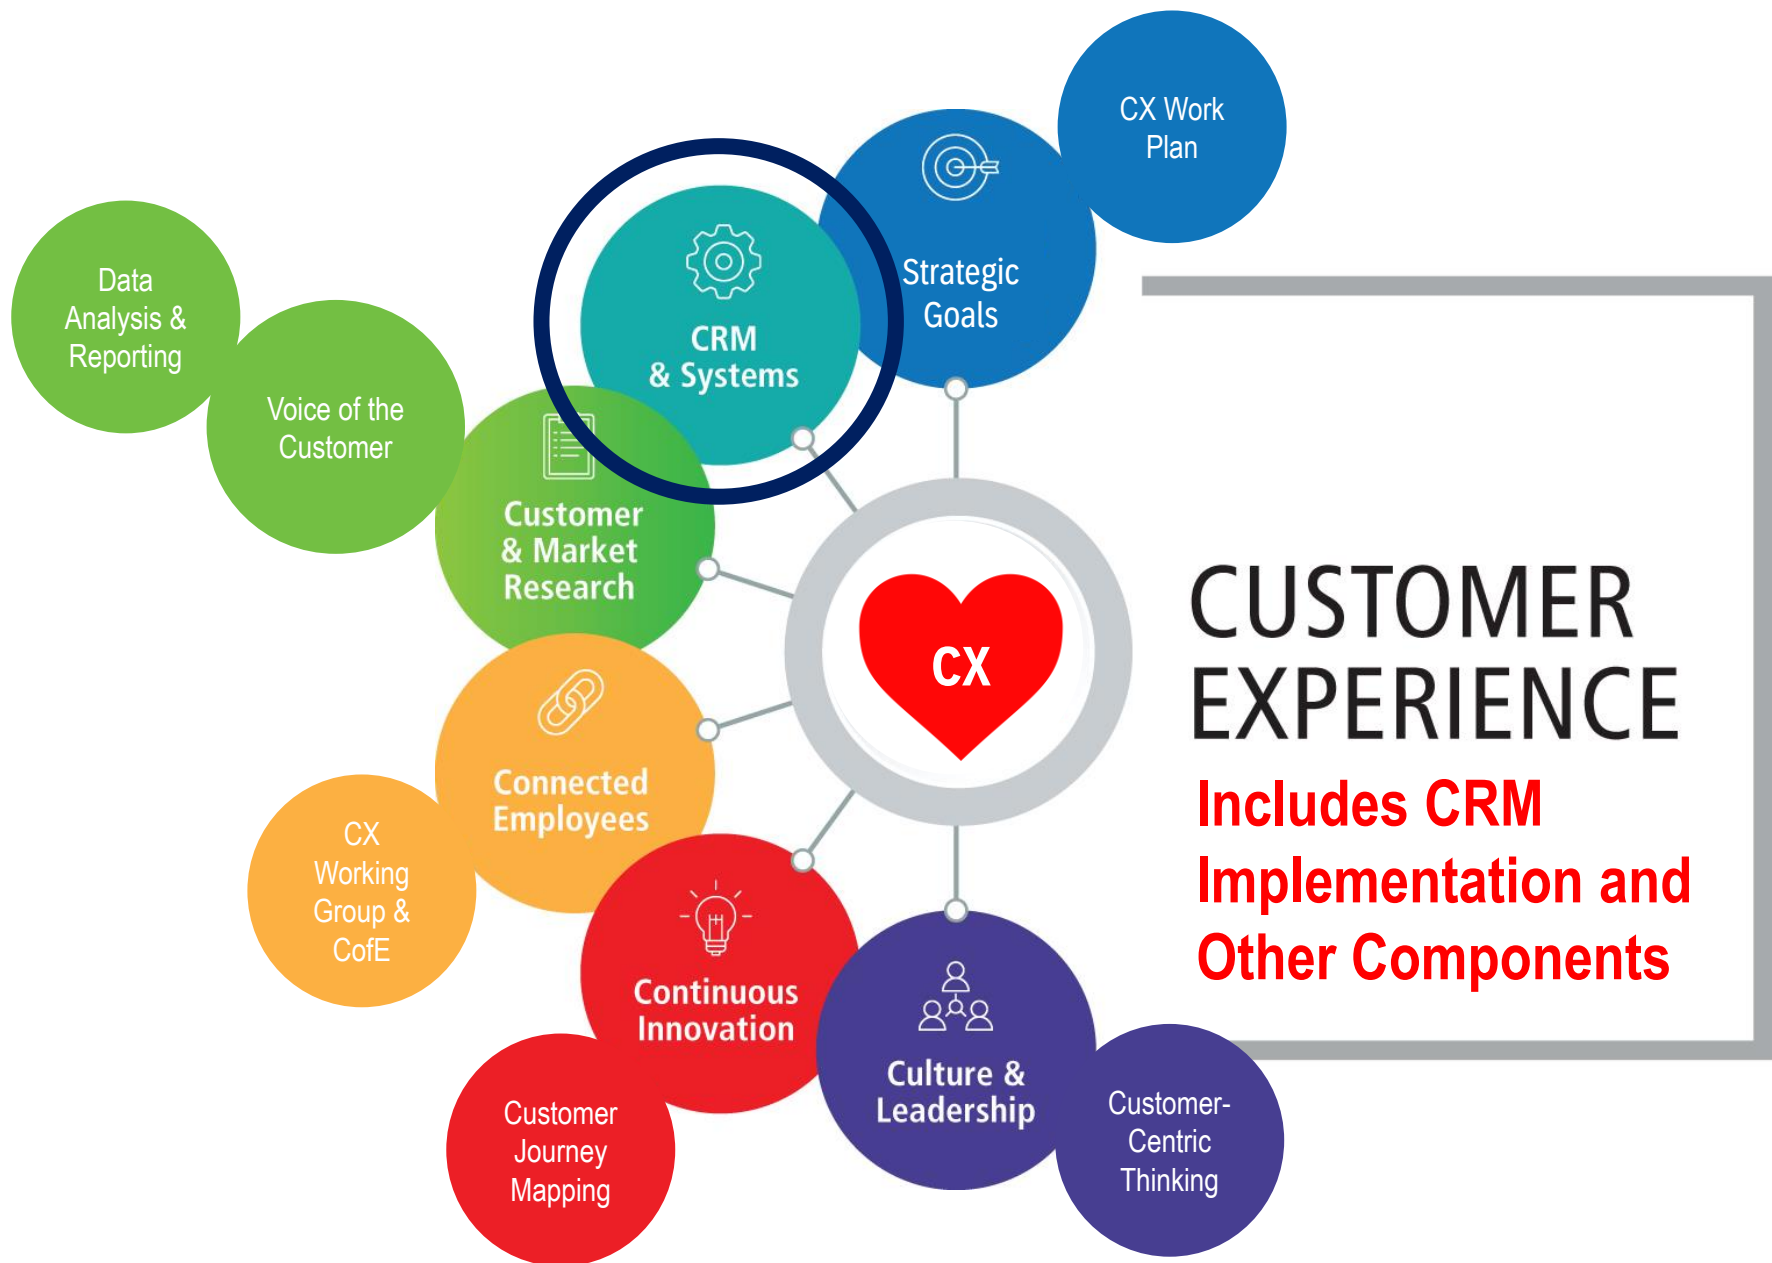 CX Work
Plan
Strategic
Goals
CRM
& Systems
Data
Analysis &
Reporting
Voice of the
Customer
Customer
& Market
Research
CX
CUSTOMER
EXPERIENCE
Includes CRM
Implementation and
Other Components
Connected
Employees
CX
Working
Group &
CofE
Continuous
Innovation
Customer
Journey
Mapping
Culture &
Leadership
Customer-
Centric
Thinking